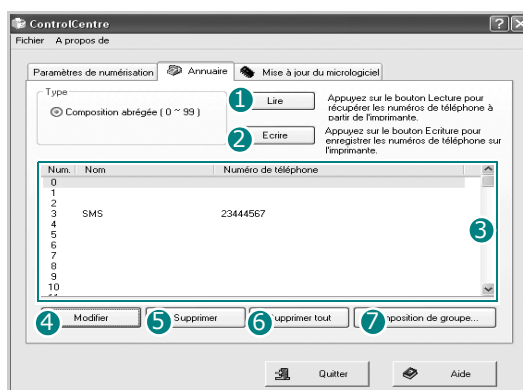 ControlCentre
Fichier A propos de
Paramètres de numérisation Annuaire Mise à jour du micrologiciel
Type
Composition abrégée ( 0 ~ 99 )
1 Lire
Appuyez sur le bouton Lecture pour
récupérer les numéros de téléphone à
partir de l'imprimante.
2 Ecrire
Appuyez sur le bouton Ecriture pour
enregistrer les numéros de téléphone sur
l'imprimante.
Num. Nom Numéro de téléphone
0
1
2
3 SMS 23444567
4
5
6
7
8
9
10
3
4 Modifier 5 Supprimer 6 Supprimer tout 7 mposition de groupe...
Quitter Aide